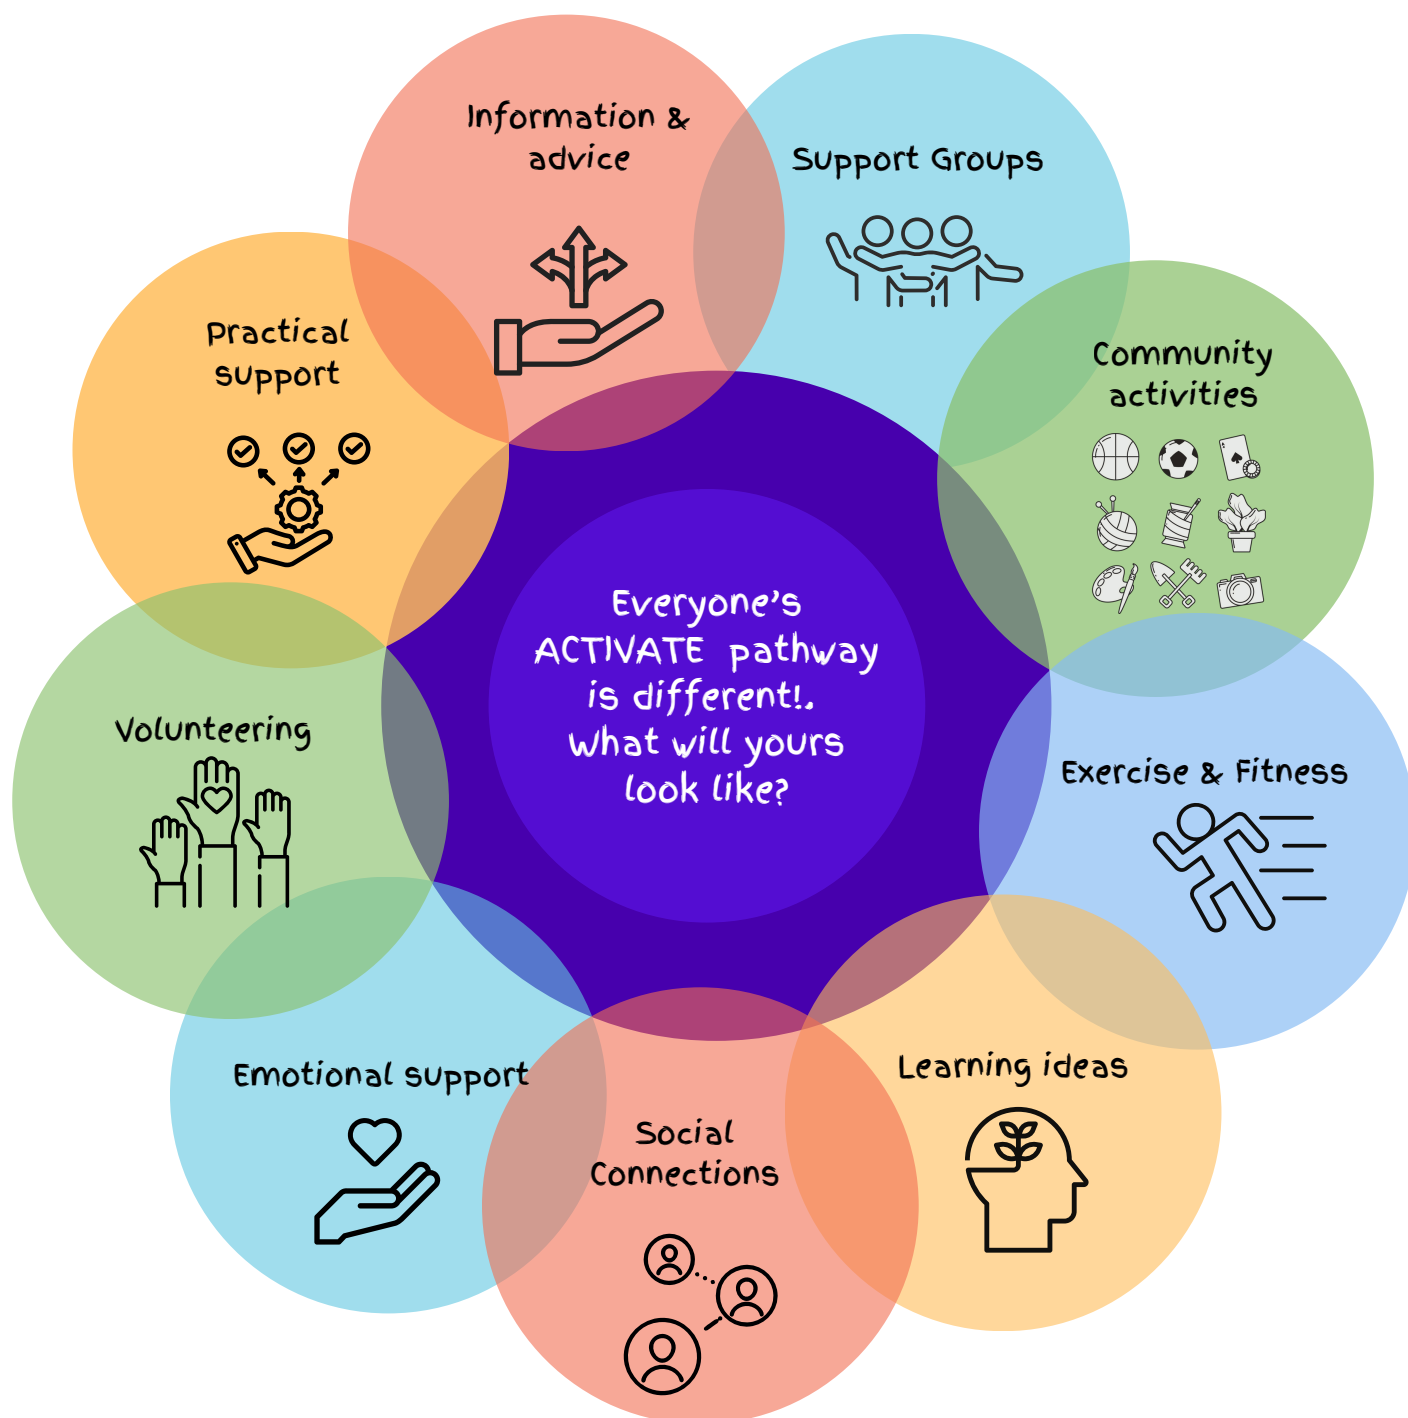 Information &
advice
Support Groups
Practical
support
Community
activities
Everyone's
ACTIVATE pathway
is different!.
What will yours
look like?
Volunteering
Exercise & Fitness
Emotional support
Learning ideas
Social
Connections